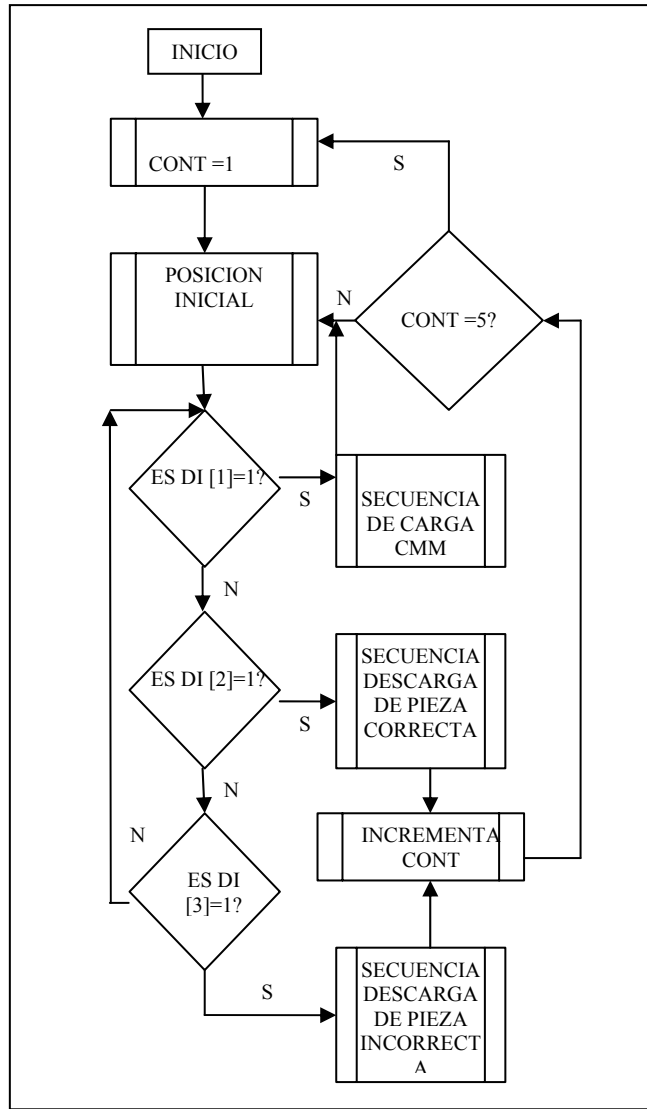 INICIO
CONT =1
S
POSICION
INICIAL
N
CONT =5?
ES DI [1]=1?
S
SECUENCIA
DE CARGA
CMM
N
ES DI [2]=1?
S
SECUENCIA
DESCARGA
DE PIEZA
CORRECTA
N
N
INCREMENTA
CONT
ES DI
[3]=1?
S
SECUENCIA
DESCARGA
DE PIEZA
INCORRECT
A